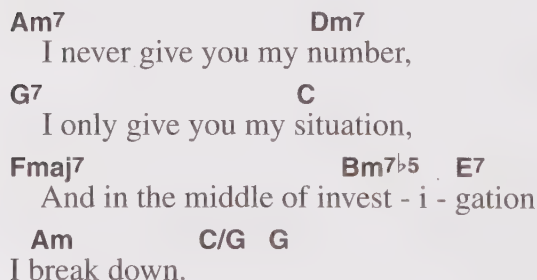 Am7 Dm7
I never give you my number,
G7 C
I only give you my situation,
Fmaj7 Bm7♭5 E7
And in the middle of invest - i - gation
Am C/G G
I break down.